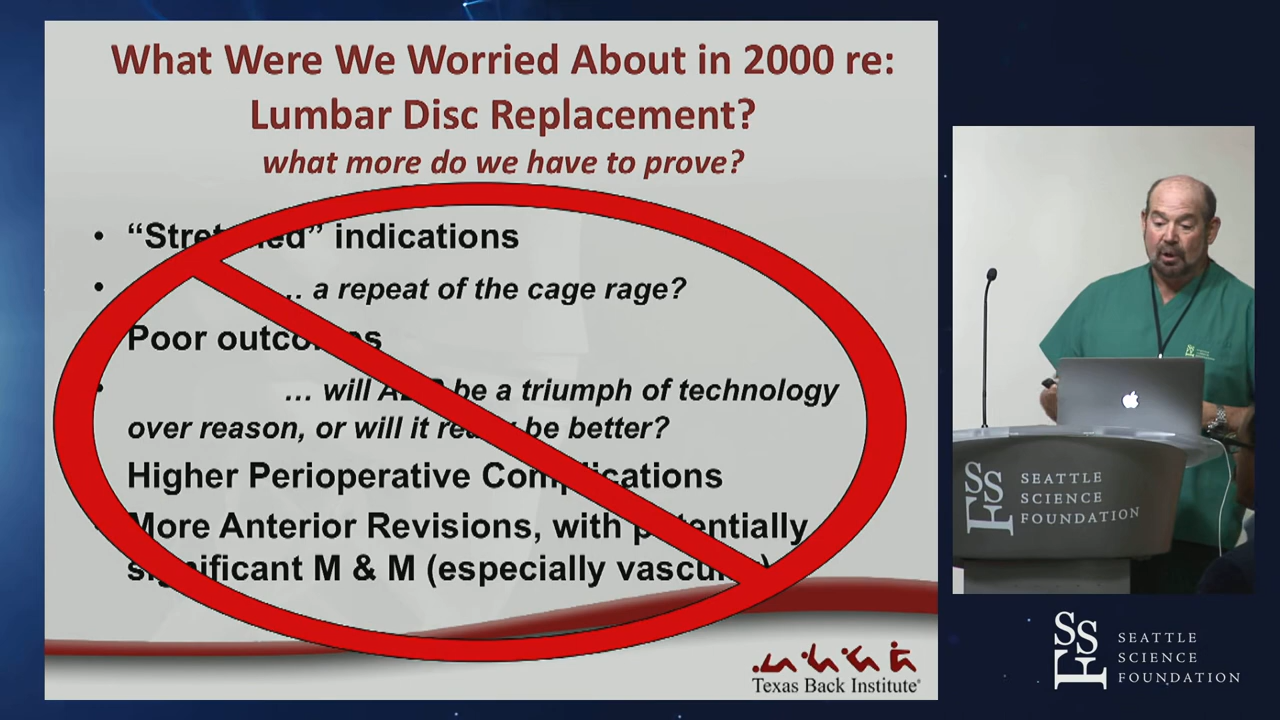 What Were We Worried About in 2000 re:
Lumbar Disc Replacement?
what more do we have to prove?
• indications
• .. a repeat of the cage rage?
Poor
• … will be a triumph of technology
over reason, or will it be better?
Higher Perioperative
More Anterior Revisions, with
M & M (especially
Texas Back Institute®
SSF
SEATTLE
SCIENCE
FOUNDATION
SSF
SEATTLE
SCIENCE
FOUNDATION